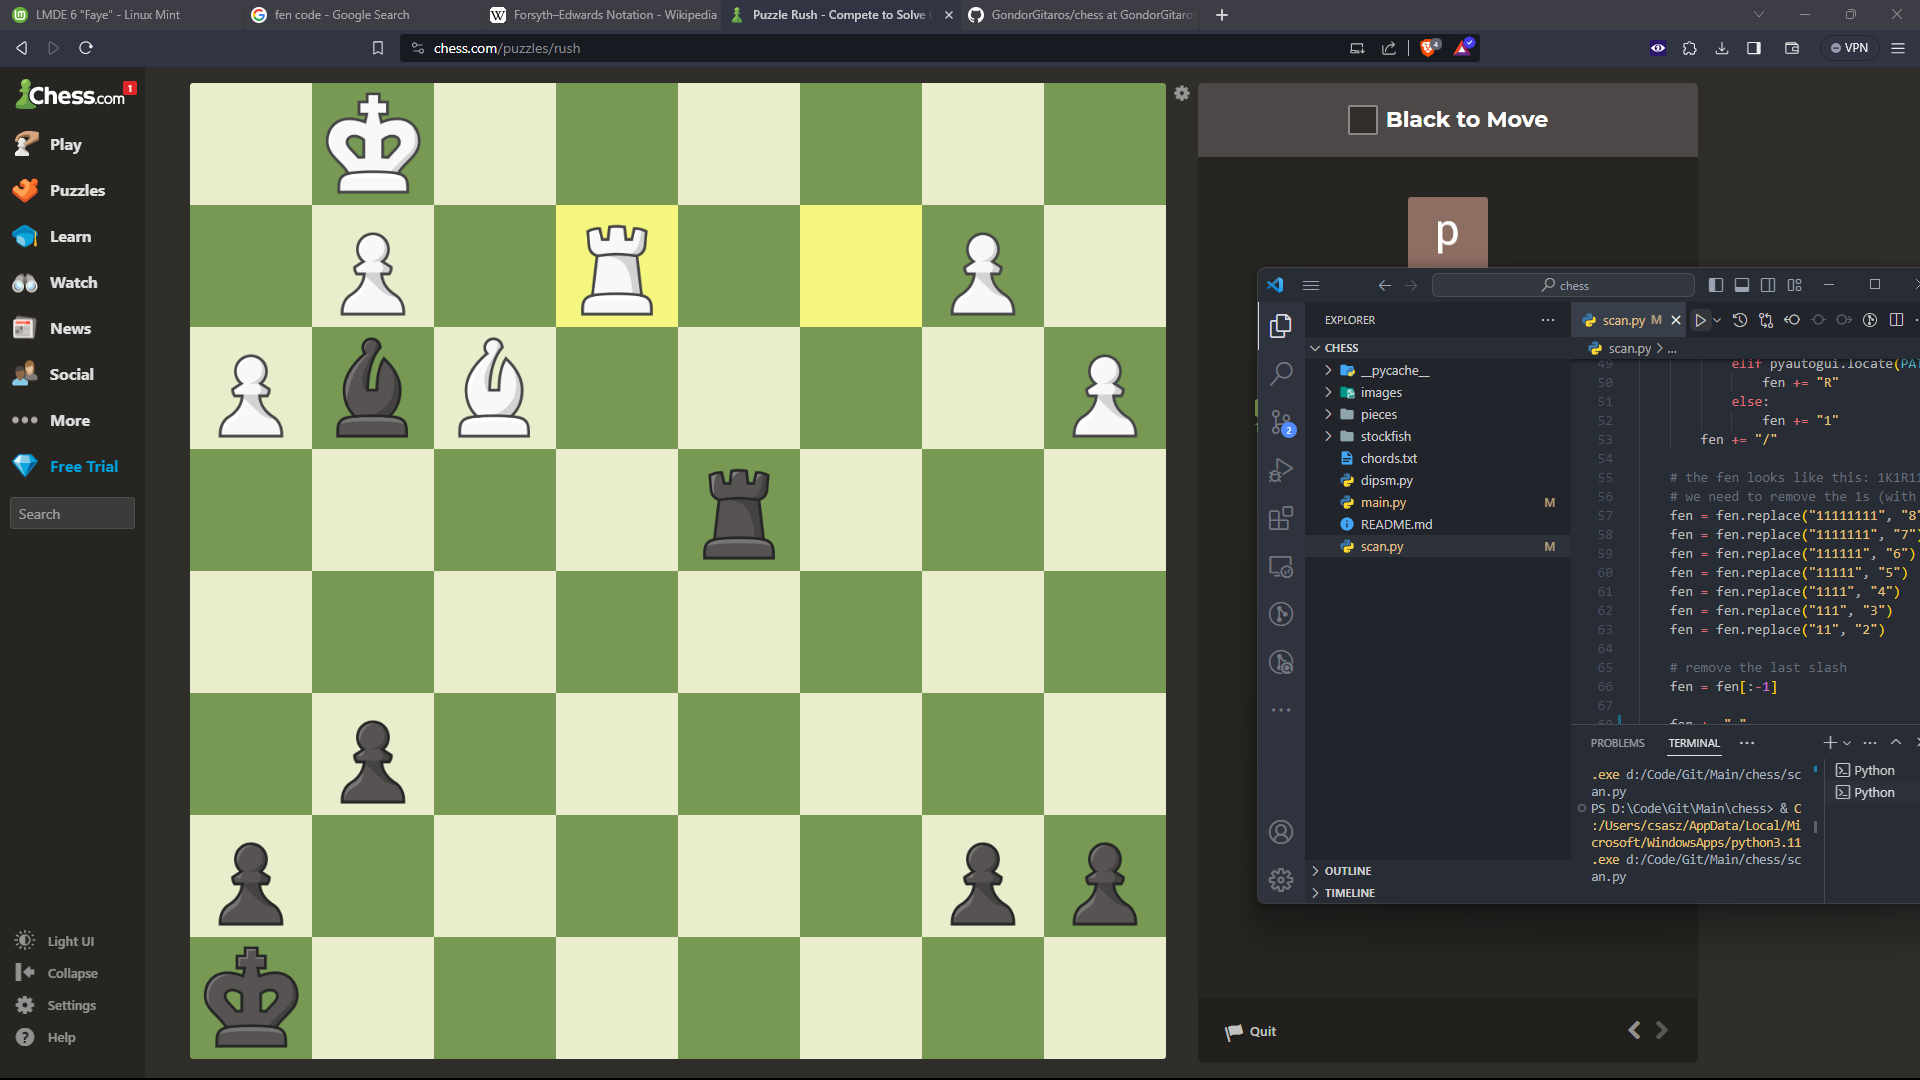 LMDE 6 "Faye" - Linux Mint
fen code - Google Search
Forsyth–Edwards Notation - Wikipedia
Puzzle Rush - Compete to Solve
GondorGitaros/chess at GondorGitaro
chess.com/puzzles/rush
4
VPN
Chess.com
1
Play
Puzzles
Learn
Watch
News
Social
More
Free Trial
Search
Light UI
Collapse
Settings
Help
Black to Move
p
Quit
chess
EXPLORER
CHESS
__pycache__
images
pieces
stockfish
chords.txt
dipsm.py
main.py M
README.md
scan.py M
OUTLINE
TIMELINE
2
scan.py M
scan.py > ...
49 elif pyautogui.locate(PA
50 fen += "R"
51 else:
52 fen += "1"
53 fen += "/"
54
55 # the fen looks like this: 1K1R11
56 # we need to remove the 1s (with
57 fen = fen.replace("11111111", "8"
58 fen = fen.replace("1111111", "7")
59 fen = fen.replace("111111", "6")
60 fen = fen.replace("11111", "5")
61 fen = fen.replace("1111", "4")
62 fen = fen.replace("111", "3")
63 fen = fen.replace("11", "2")
64
65 # remove the last slash
66 fen = fen[:-1]
67
PROBLEMS
TERMINAL
.exe d:/Code/Git/Main/chess/sc
an.py
PS D:\Code\Git\Main\chess> & C
:/Users/csasz/AppData/Local/Mi
crosoft/WindowsApps/python3.11
.exe d:/Code/Git/Main/chess/sc
an.py
Python
Python